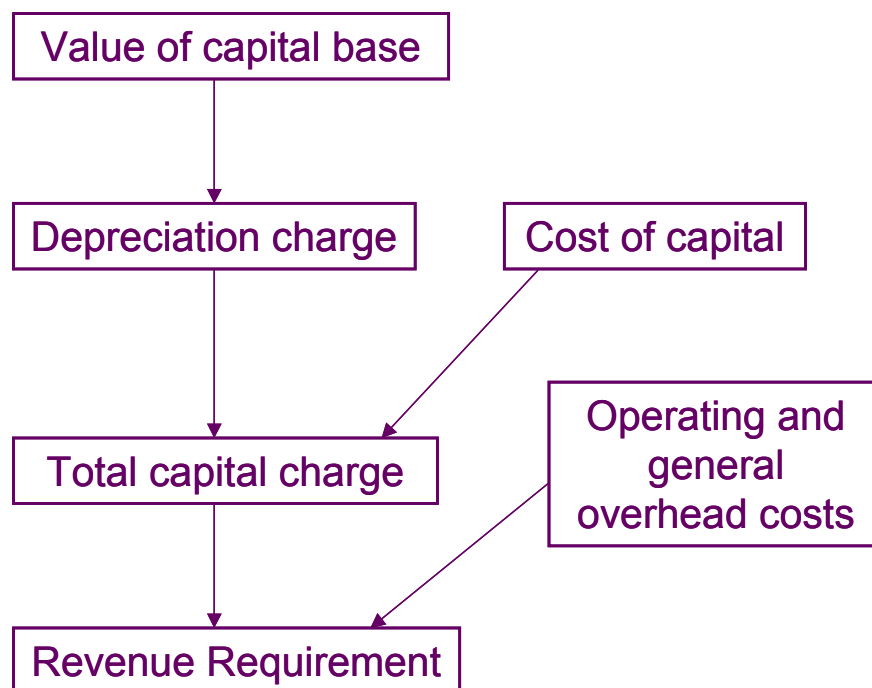 Value of capital base
Depreciation charge
Cost of capital
Operating and
general
overhead costs
Total capital charge
Revenue Requirement